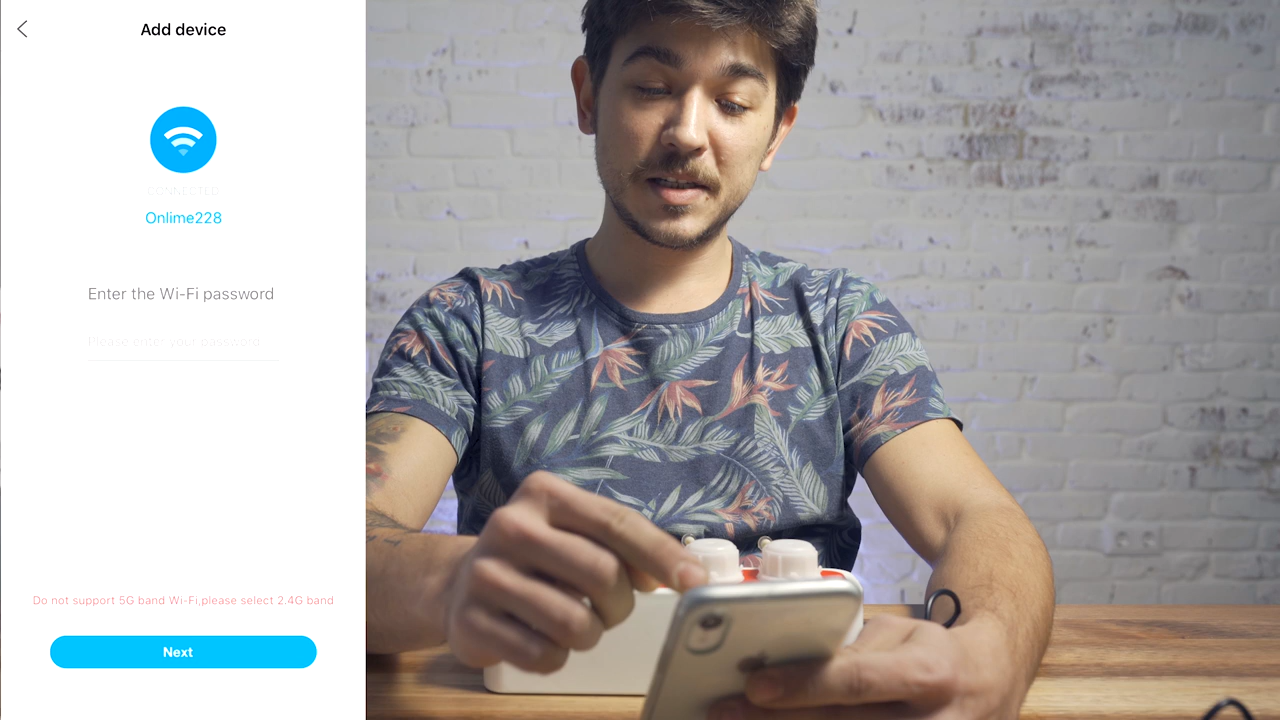 Add device
CONNECTED
Onlime228
Enter the Wi-Fi password
Please enter your password
Do not support 5G band Wi-Fi,please select 2.4G band
Next